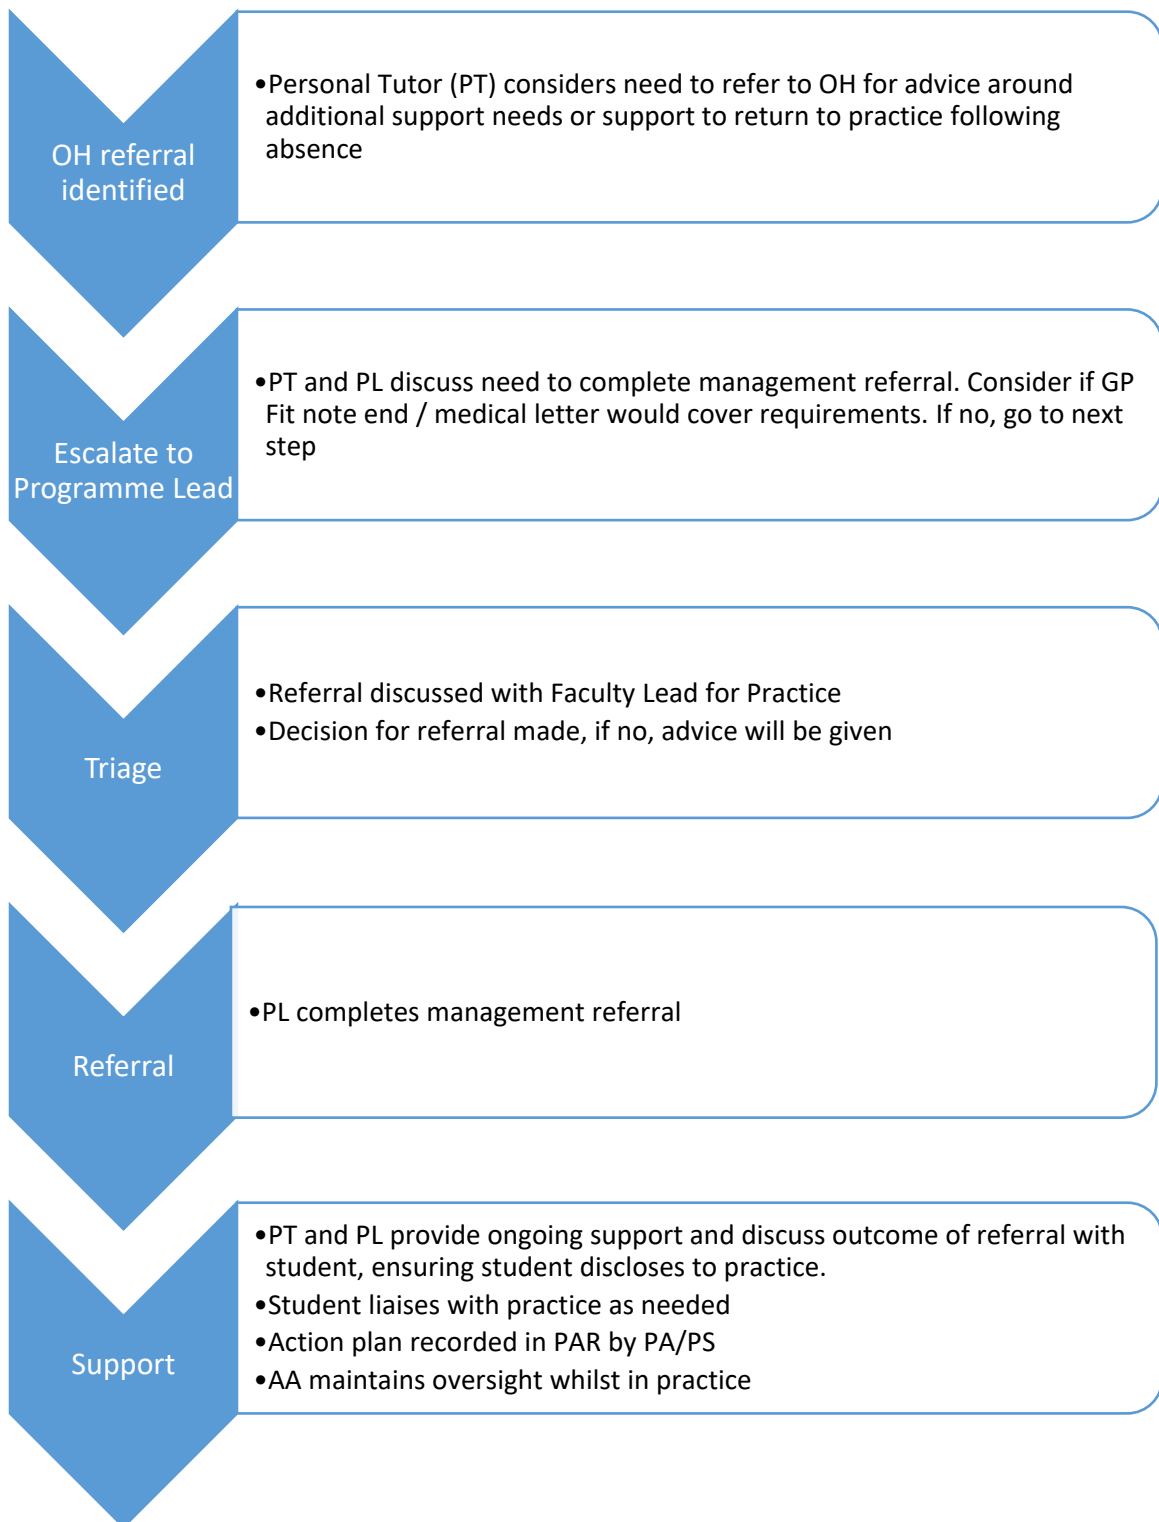 OH referral
identified
•Personal Tutor (PT) considers need to refer to OH for advice around
additional support needs or support to return to practice following
absence
Escalate to
Programme Lead
•PT and PL discuss need to complete management referral. Consider if GP
Fit note end / medical letter would cover requirements. If no, go to next
step
Triage
•Referral discussed with Faculty Lead for Practice
•Decision for referral made, if no, advice will be given
Referral
•PL completes management referral
Support
•PT and PL provide ongoing support and discuss outcome of referral with
student, ensuring student discloses to practice.
•Student liaises with practice as needed
•Action plan recorded in PAR by PA/PS
•AA maintains oversight whilst in practice